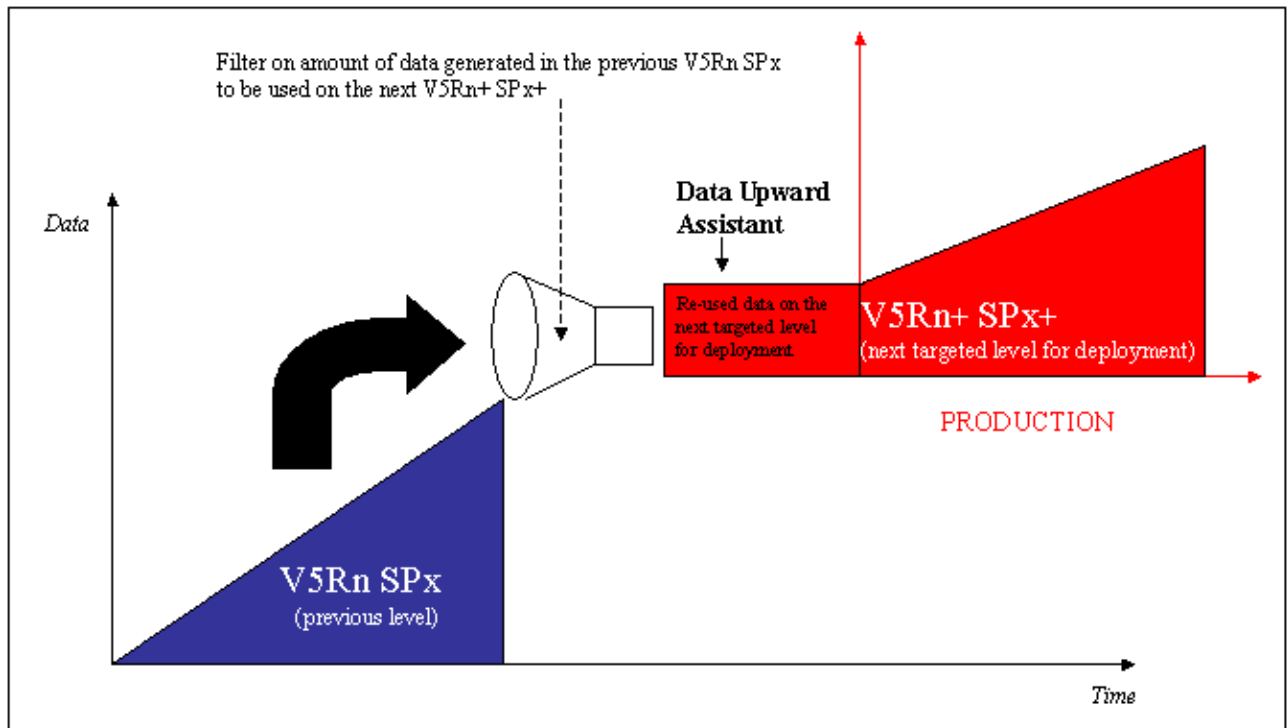 Filter on amount of data generated in the previous V5Rn SPx
to be used on the next V5Rn+ SPx+
Data
Data Upward
Assistant
Re-used data on the
next targeted level
for deployment
V5Rn+ SPx+
(next targeted level for deployment)
PRODUCTION
V5Rn SPx
(previous level)
Time